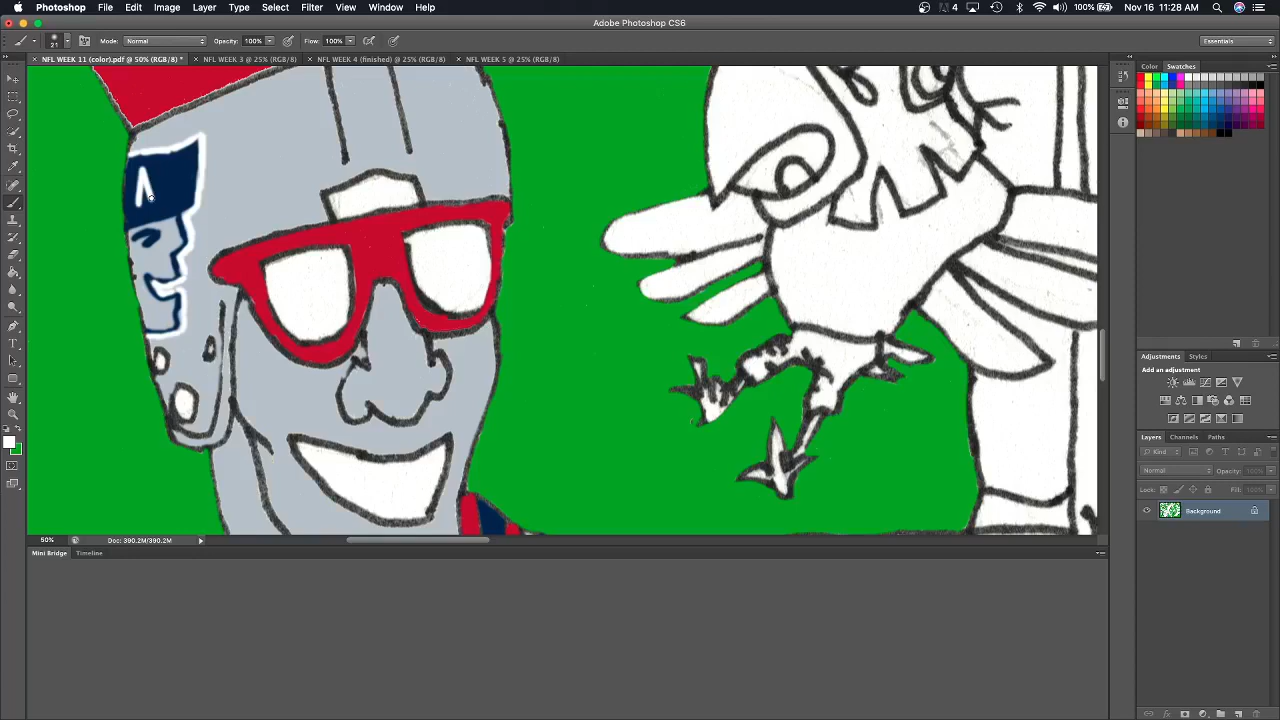 Photoshop File Edit Image Layer Type Select Filter View Window Help 4 100% Nov 16 11:28 AM
Adobe Photoshop CS6
21 Mode: Normal Opacity: 100% Flow: 100% Essentials
NFL WEEK 11 (color).pdf @ 50% (RGB/8) * NFL WEEK 3 @ 25% (RGB/8) NFL WEEK 4 (finished) @ 25% (RGB/8) NFL WEEK 5 @ 25% (RGB/8)
Color Swatches
Adjustments Styles
Add an adjustment
Layers Channels Paths
Kind
Normal Opacity: 100%
Lock: Fill: 100%
Background
50% Doc: 390.2M/390.2M
Mini Bridge Timeline